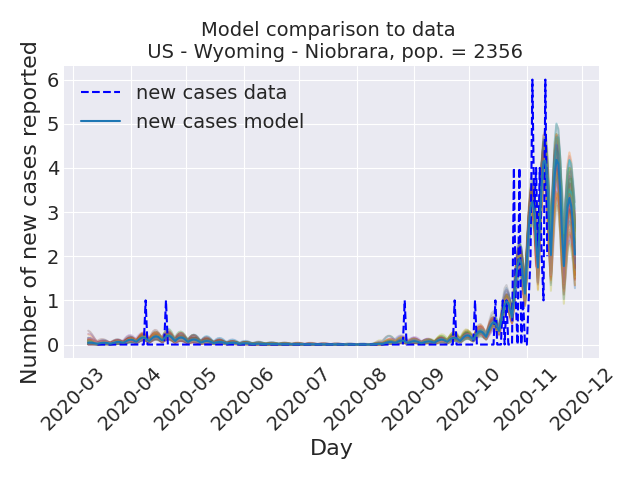 Model comparison to data
US - Wyoming - Niobrara, pop. = 2356
Number of new cases reported
6
5
4
3
2
1
0
new cases data
new cases model
2020-03
2020-04
2020-05
2020-06
2020-07
2020-08
2020-09
2020-10
2020-11
2020-12
Day